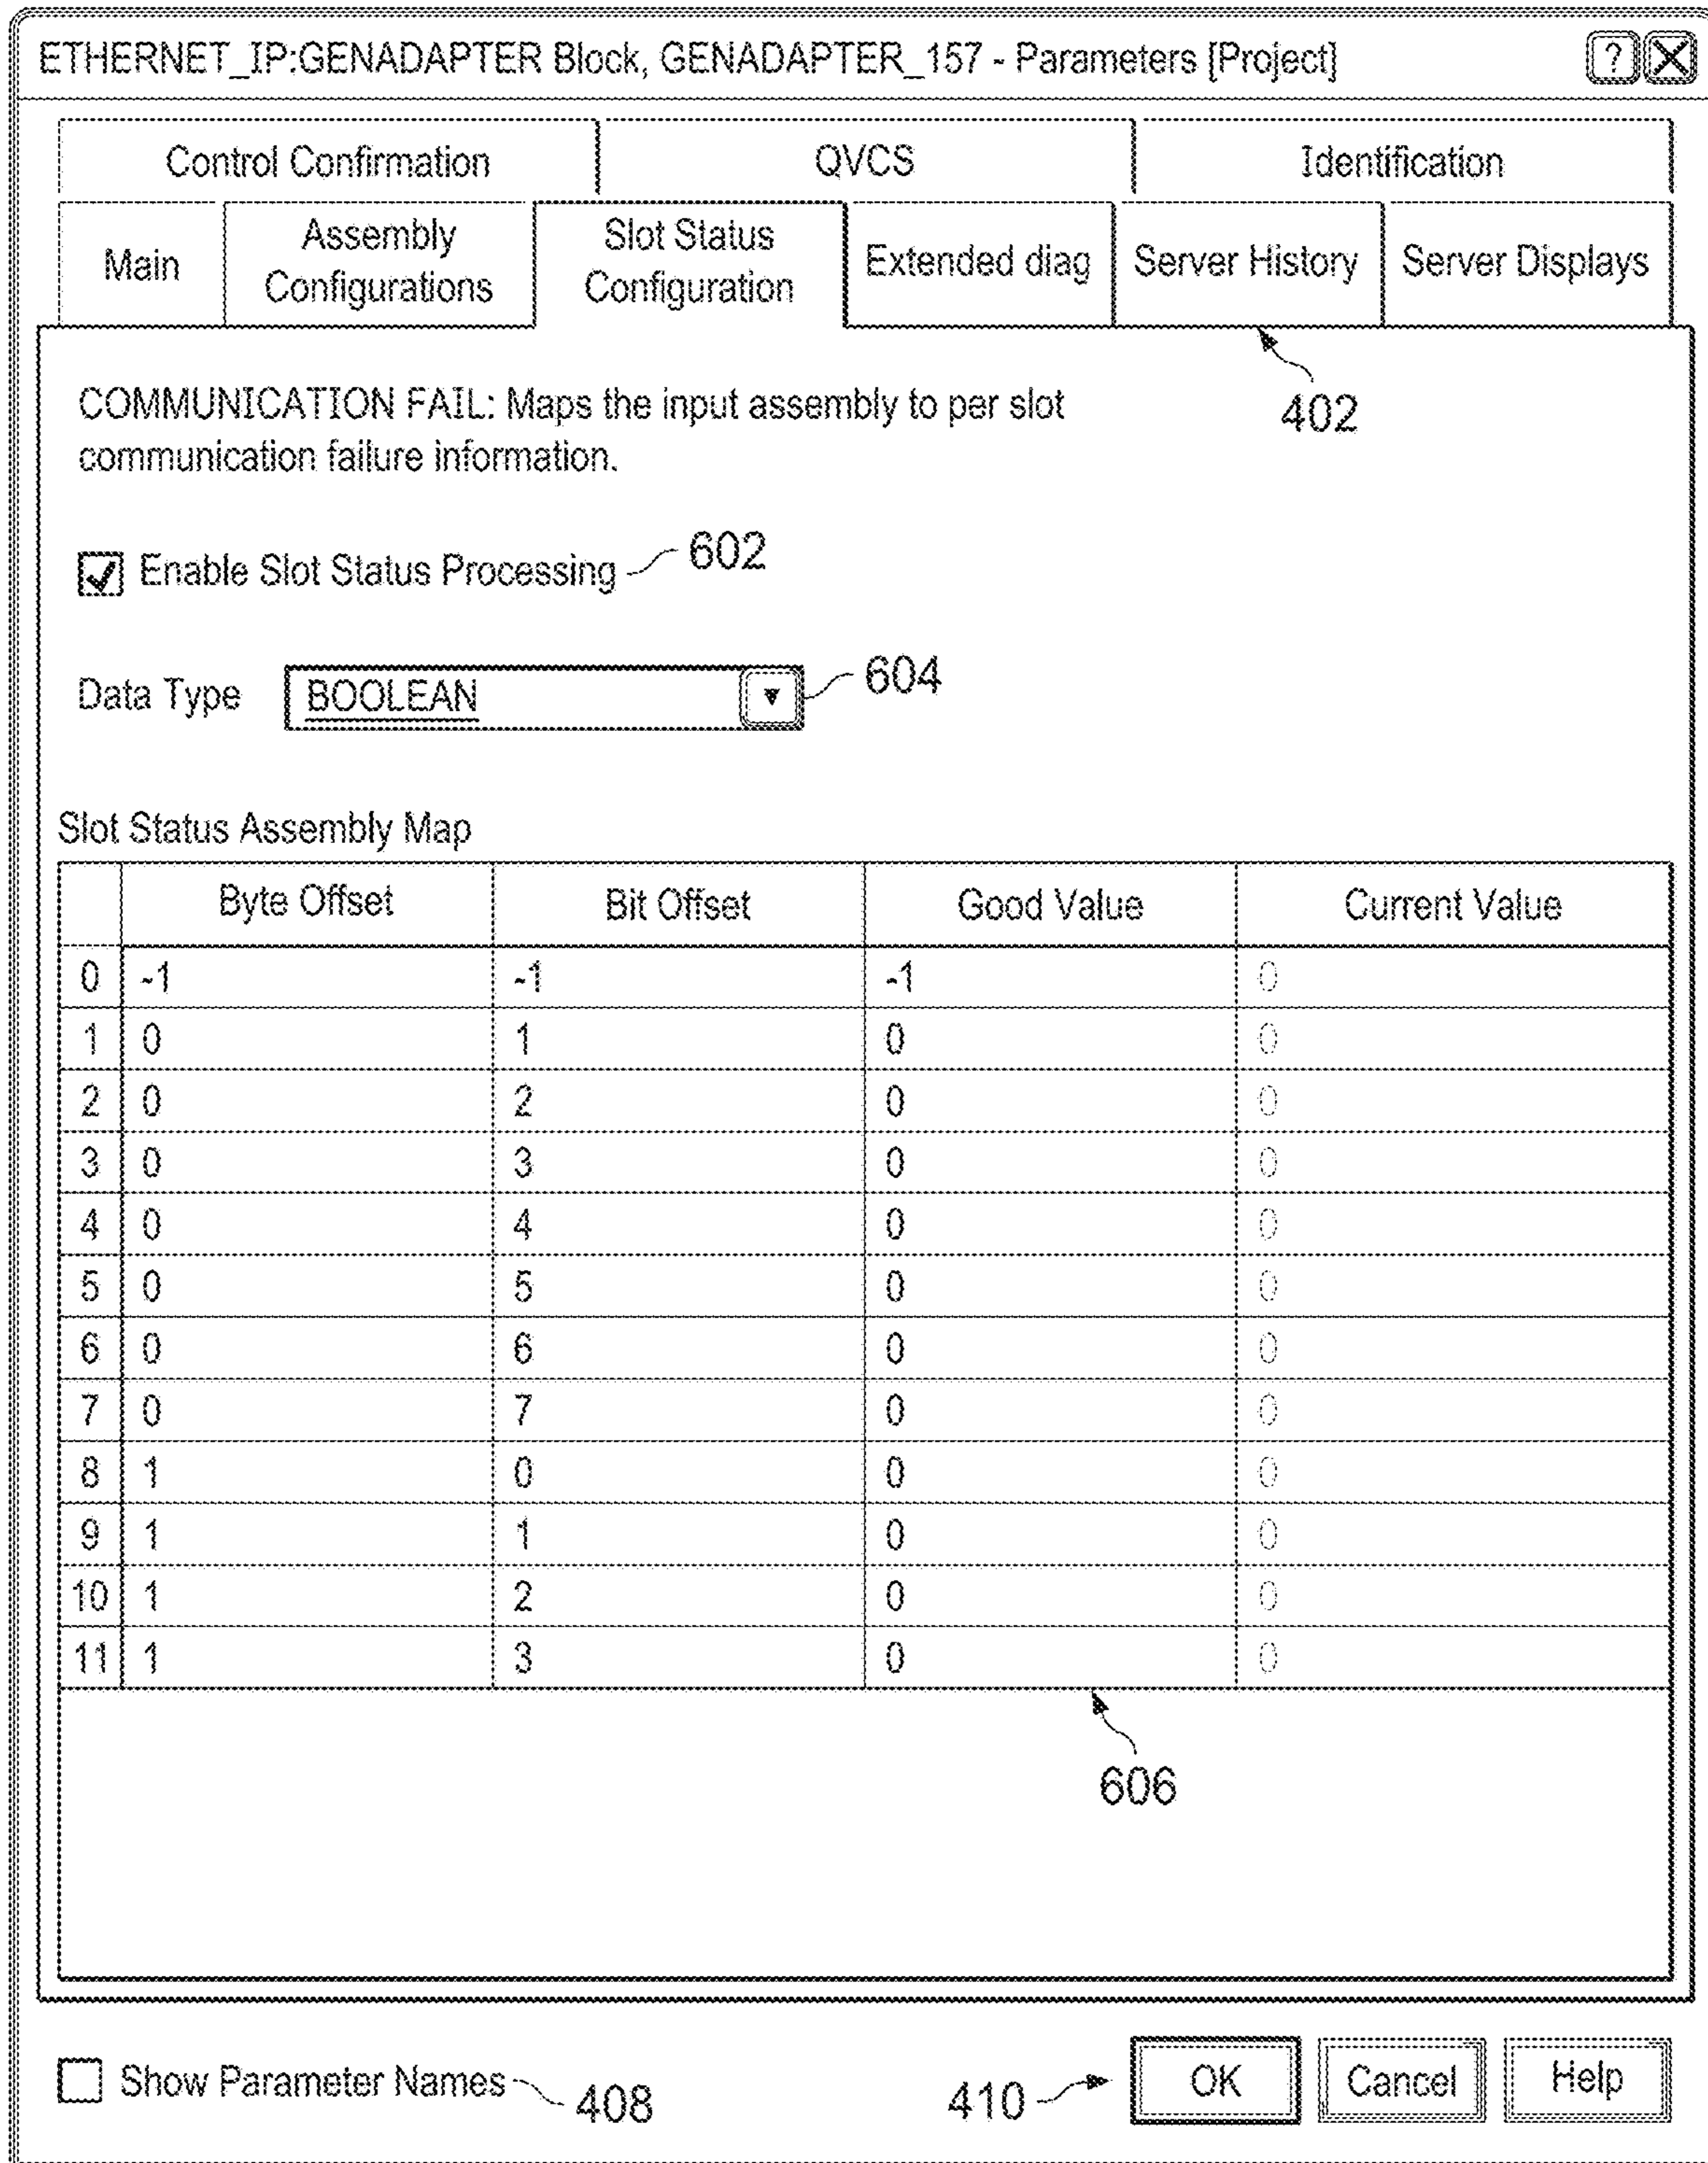 ETHERNET_IP:GENADAPTER Block, GENADAPTER_157 - Parameters [Project] ? X
Control Confirmation QVCS Identification
Main Assembly Configurations Slot Status Configuration Extended diag Server History Server Displays
402
COMMUNICATION FAIL: Maps the input assembly to per slot
communication failure information.
Enable Slot Status Processing 602
Data Type BOOLEAN 604
Slot Status Assembly Map
Byte Offset Bit Offset Good Value Current Value
0 -1 -1 -1 0
1 0 1 0 0
2 0 2 0 0
3 0 3 0 0
4 0 4 0 0
5 0 5 0 0
6 0 6 0 0
7 0 7 0 0
8 1 0 0 0
9 1 1 0 0
10 1 2 0 0
11 1 3 0 0
606
Show Parameter Names 408 410 OK Cancel Help